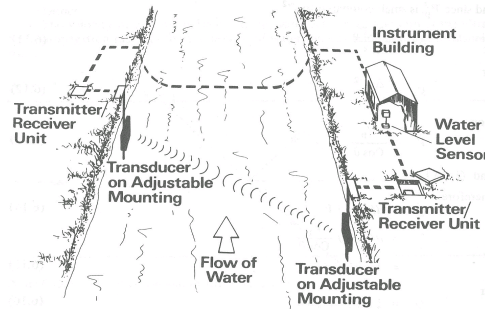 Instrument
Building
Transmitter/
Receiver
Unit
Water
Level
Sensor
Transducer
on Adjustable
Mounting
Transmitter/
Receiver Unit
Flow of
Water
Transducer
on Adjustable
Mounting